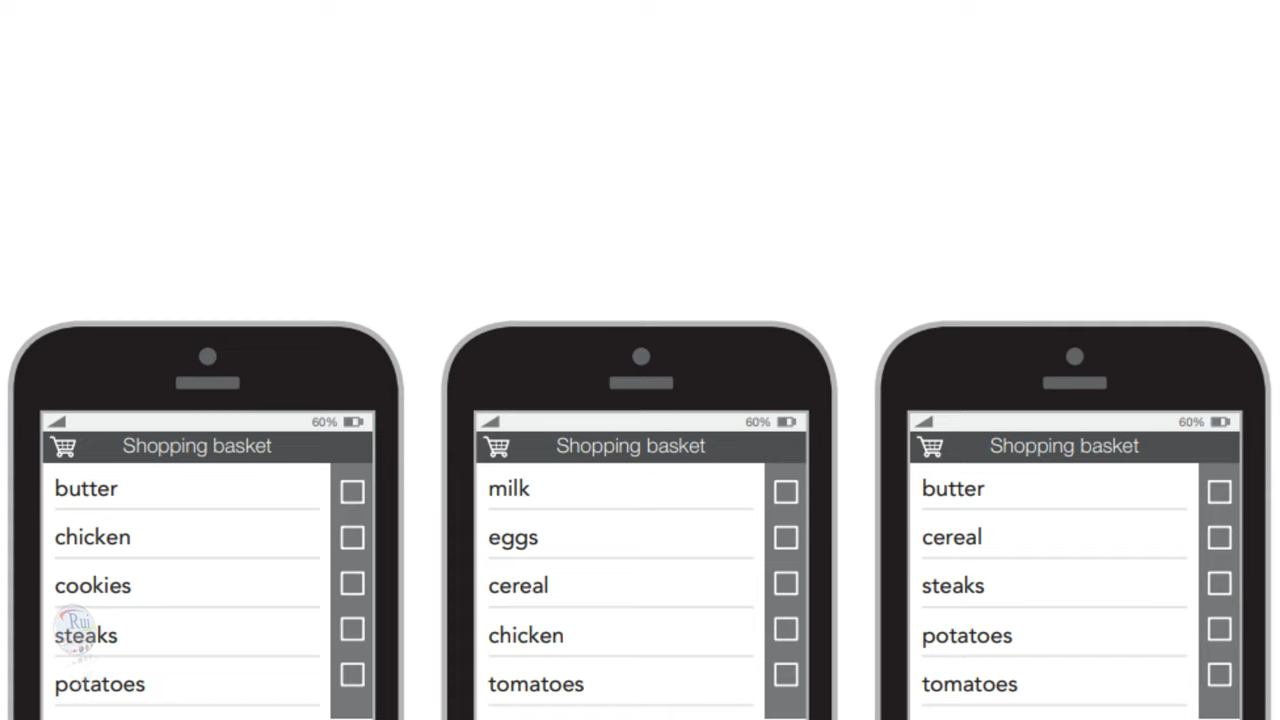 60%
Shopping basket
butter
chicken
cookies
steaks
potatoes
Rui
60%
Shopping basket
milk
eggs
cereal
chicken
tomatoes
60%
Shopping basket
butter
cereal
steaks
potatoes
tomatoes